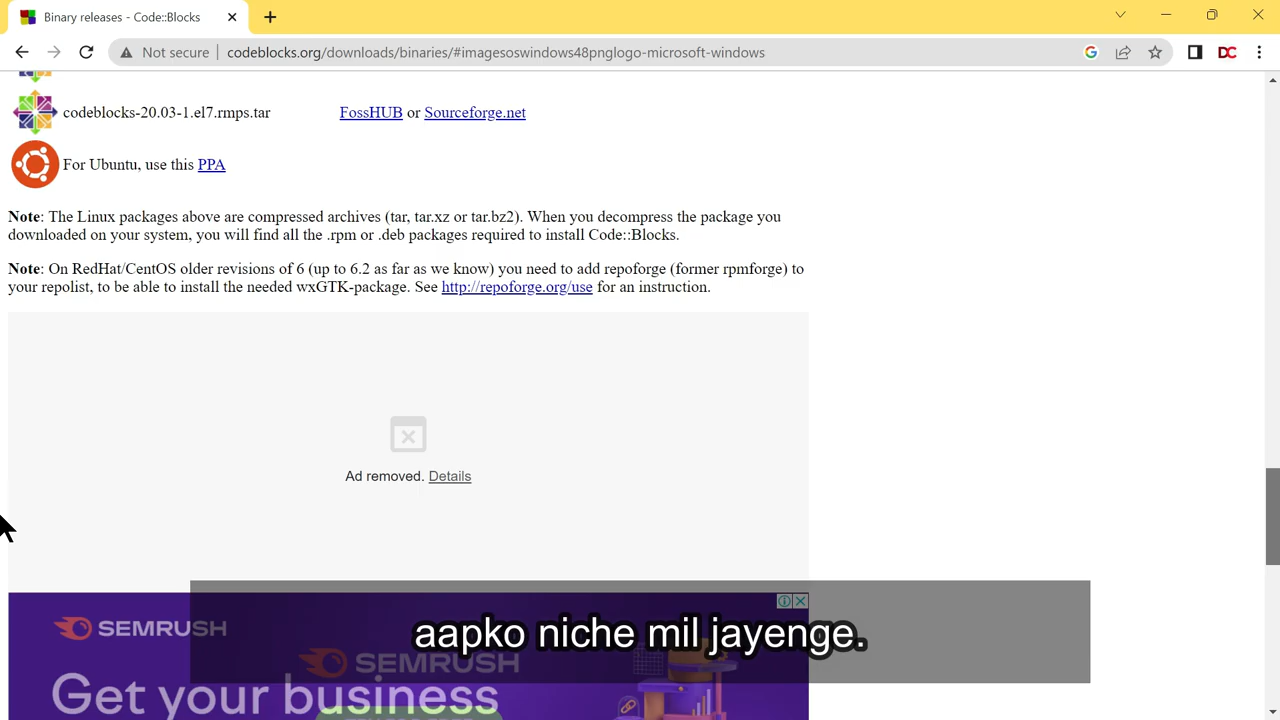 Binary releases - Code::Blocks
Not secure codeblocks.org/downloads/binaries/#imagesoswindows48pnglogo-microsoft-windows DC
codeblocks-20.03-1.el7.rmps.tar FossHUB or Sourceforge.net
For Ubuntu, use this PPA
Note: The Linux packages above are compressed archives (tar, tar.xz or tar.bz2). When you decompress the package you
downloaded on your system, you will find all the .rpm or .deb packages required to install Code::Blocks.
Note: On RedHat/CentOS older revisions of 6 (up to 6.2 as far as we know) you need to add repoforge (former rpmforge) to
your repolist, to be able to install the needed wxGTK-package. See http://repoforge.org/use for an instruction.
Ad removed. Details
SEMRUSH
aapko niche mil jayenge.
SEMRUSH
Get your business